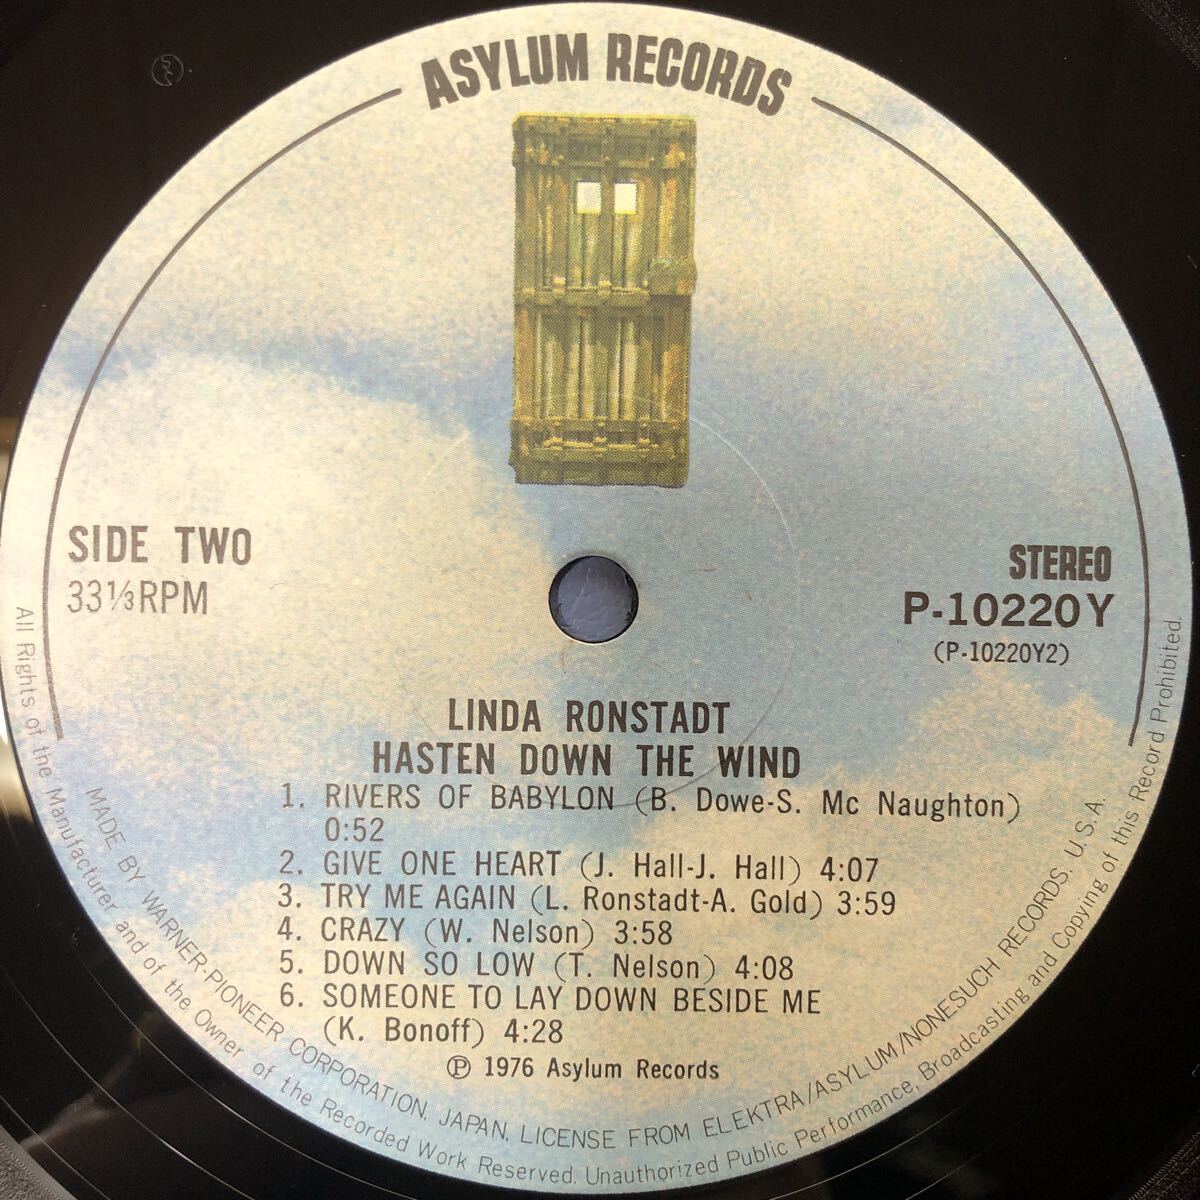 ASYLUM RECORDS
SIDE TWO
33⅓RPM
STEREO
P-10220Y
(P-10220Y2)
LINDA RONSTADT
HASTEN DOWN THE WIND
1. RIVERS OF BABYLON (B. Dowe-S. Mc Naughton)
0:52
2. GIVE ONE HEART (J. Hall-J. Hall) 4:07
3. TRY ME AGAIN (L. Ronstadt-A. Gold) 3:59
4. CRAZY (W. Nelson) 3:58
5. DOWN SO LOW (T. Nelson) 4:08
6. SOMEONE TO LAY DOWN BESIDE ME
(K. Bonoff) 4:28
Ⓟ 1976 Asylum Records
MADE BY WARNER-PIONEER CORPORATION, JAPAN. LICENSE FROM ELEKTRA/ASYLUM/NONESUCH RECORDS. U.S.A.
All Rights of the Manufacturer and of the Owner of the Recorded Work Reserved. Unauthorized Public Performance, Broadcasting and Copying of this Record Prohibited.